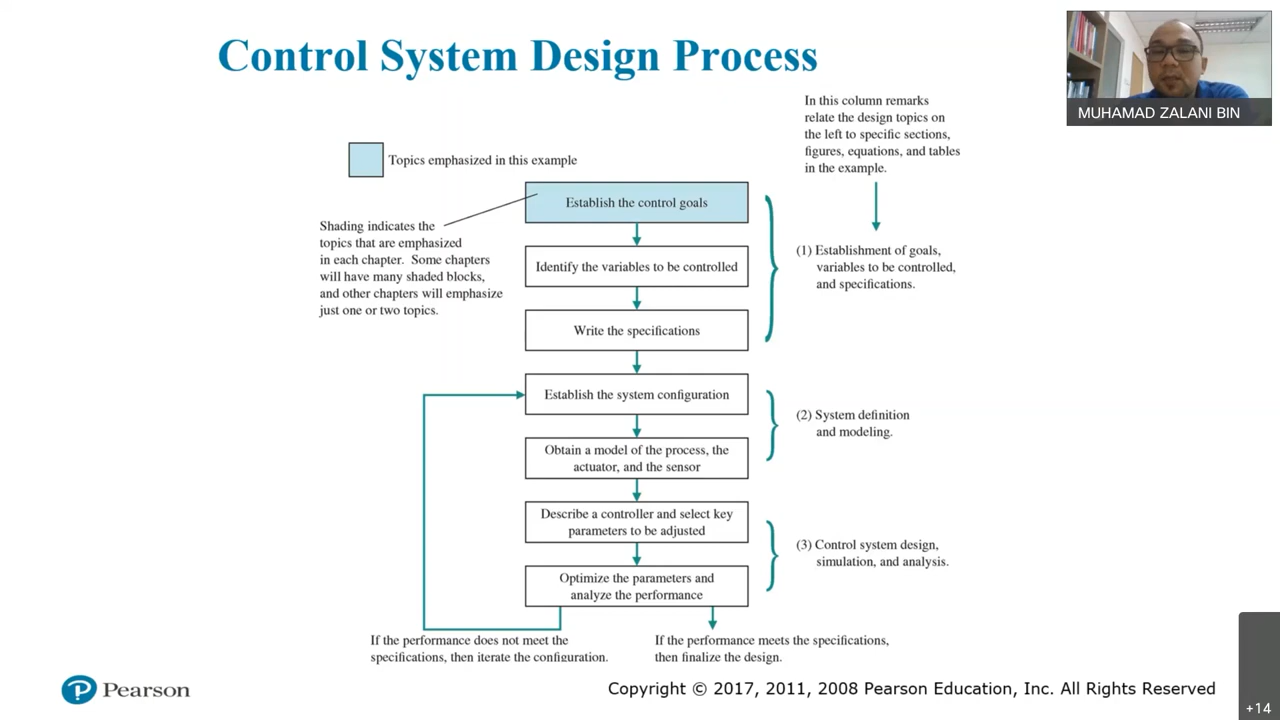 Control System Design Process
MUHAMAD ZALANI BIN
In this column remarks
relate the design topics on
the left to specific sections,
figures, equations, and tables
in the example.
Topics emphasized in this example
Shading indicates the
topics that are emphasized
in each chapter. Some chapters
will have many shaded blocks,
and other chapters will emphasize
just one or two topics.
Establish the control goals
Identify the variables to be controlled
Write the specifications
(1) Establishment of goals,
variables to be controlled,
and specifications.
Establish the system configuration
Obtain a model of the process, the
actuator, and the sensor
(2) System definition
and modeling.
Describe a controller and select key
parameters to be adjusted
Optimize the parameters and
analyze the performance
(3) Control system design,
simulation, and analysis.
If the performance does not meet the
specifications, then iterate the configuration.
If the performance meets the specifications,
then finalize the design.
Pearson
Copyright © 2017, 2011, 2008 Pearson Education, Inc. All Rights Reserved
+14